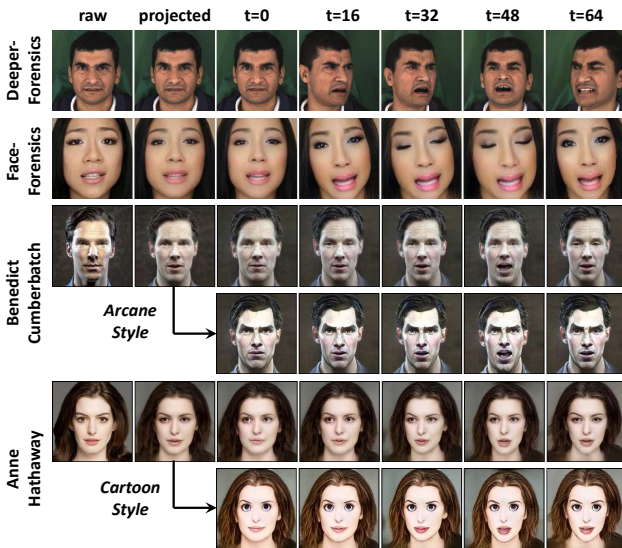 raw projected t=0 t=16 t=32 t=48 t=64
Deeper-
Forensics
Face-
Forensics
Benedict
Cumberbatch
Arcane
Style
Anne
Hathaway
Cartoon
Style